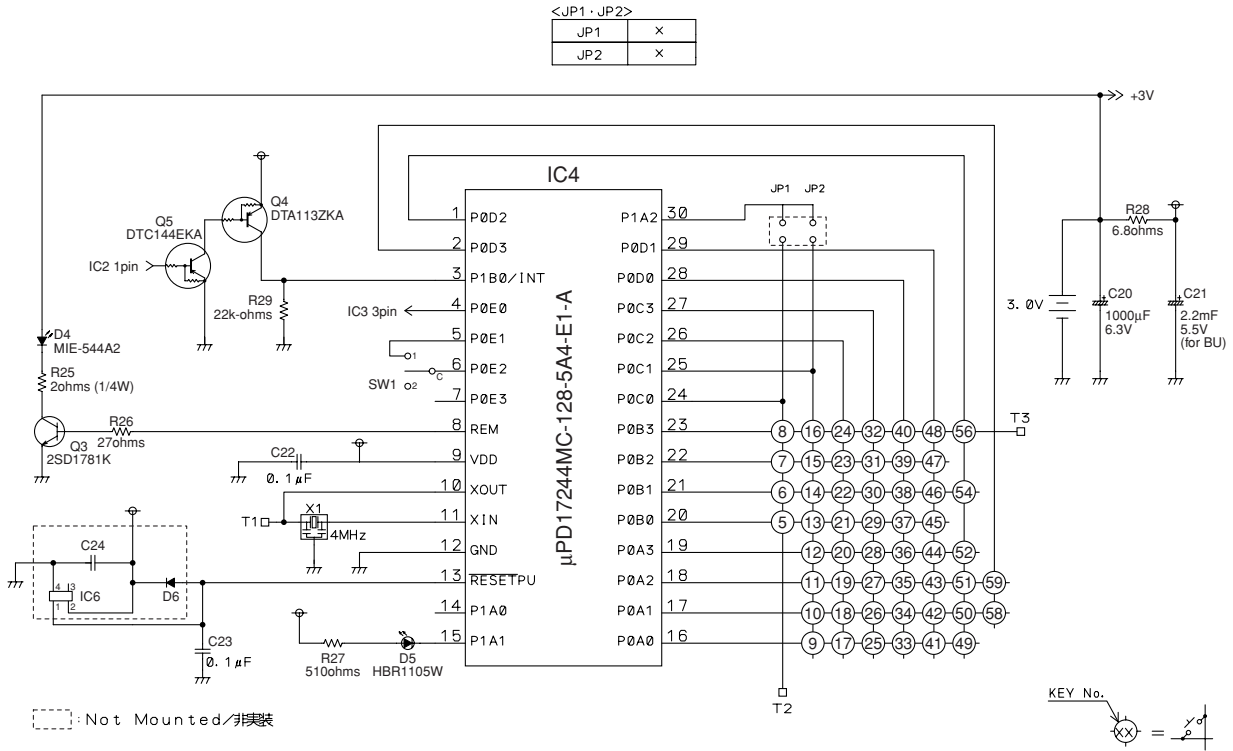 <JP1・JP2>
JP1 ×
JP2 ×
+3V
IC4
μPD17244MC-128-5A4-E1-A
1 P0D2
2 P0D3
3 P1B0/INT
4 P0E0
5 P0E1
6 P0E2
7 P0E3
8 REM
9 VDD
10 XOUT
11 XIN
12 GND
13 RESETPU
14 P1A0
15 P1A1
P1A2 30
P0D1 29
P0D0 28
P0C3 27
P0C2 26
P0C1 25
P0C0 24
P0B3 23
P0B2 22
P0B1 21
P0B0 20
P0A3 19
P0A2 18
P0A1 17
P0A0 16
JP1 JP2
Q4
DTA113ZKA
Q5
DTC144EKA
IC2 1pin
R29
22k-ohms
IC3 3pin
1
C
SW1 2
D4
MIE-544A2
R25
2ohms (1/4W)
Q3
2SD1781K
R26
27ohms
C22
0.1μF
T1
X1
4MHz
C24
4 3
IC6
1 2
D6
C23
0.1μF
R27
510ohms
D5
HBR1105W
R28
6.8ohms
3.0V
C20
1000μF
6.3V
C21
2.2mF
5.5V
(for BU)
8 16 24 32 40 48 56
T3
7 15 23 31 39 47
6 14 22 30 38 46 54
5 13 21 29 37 45
12 20 28 36 44 52
11 19 27 35 43 51 59
10 18 26 34 42 50 58
9 17 25 33 41 49
T2
:Not Mounted/非実装
KEY No.
XX =